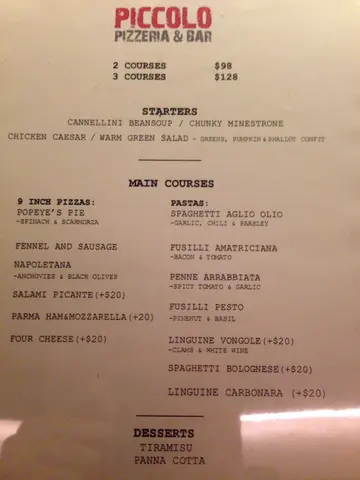 PICCOLO
PIZZERIA & BAR
2 COURSES $98
3 COURSES $128
STARTERS
CANNELLINI BEANSOUP / CHUNKY MINESTRONE
CHICKEN CAESAR / WARM GREEN SALAD - GREENS, PUMPKIN & SHALLOT CONFIT
MAIN COURSES
9 INCH PIZZAS:
POPEYE'S PIE
-SPINACH & SCAMMORZA
FENNEL AND SAUSAGE
NAPOLETANA
-ANCHOVIES & BLACK OLIVES
SALAMI PICANTE(+$20)
PARMA HAM&MOZZARELLA(+20)
FOUR CHEESE(+$20)
PASTAS:
SPAGHETTI AGLIO OLIO
-GARLIC, CHILI & PARSLEY
FUSILLI AMATRICIANA
-BACON & TOMATO
PENNE ARRABBIATA
-SPICY TOMATO & GARLIC
FUSILLI PESTO
-PINENUT & BASIL
LINGUINE VONGOLE(+$20)
-CLAMS & WHITE WINE
SPAGHETTI BOLOGNESE(+$20)
LINGUINE CARBONARA (+$20)
DESSERTS
TIRAMISU
PANNA COTTA